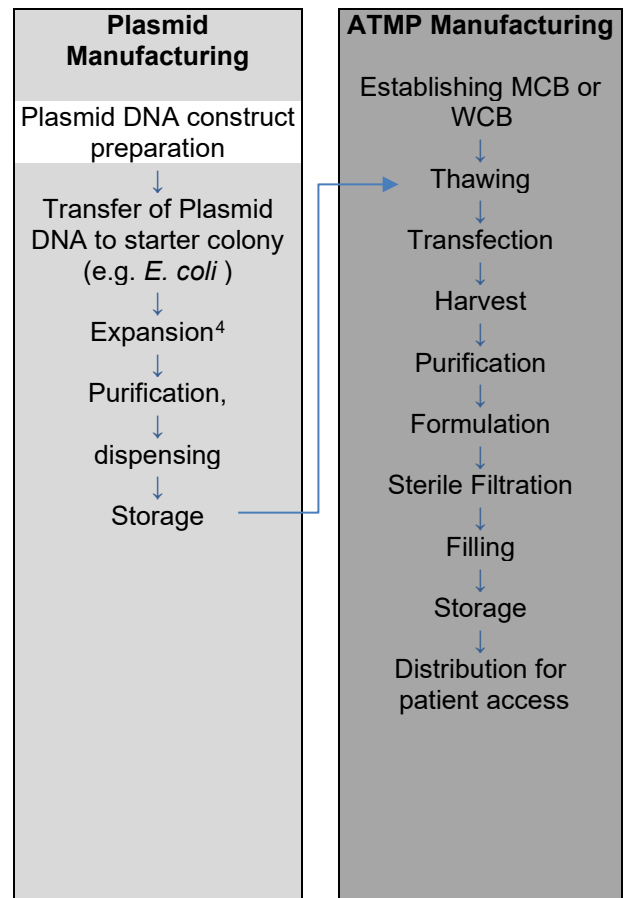 Plasmid
Manufacturing
Plasmid DNA construct
preparation
↓
Transfer of Plasmid
DNA to starter colony
(e.g. E. coli )
↓
Expansion⁴
↓
Purification,
↓
dispensing
↓
Storage
ATMP Manufacturing
Establishing MCB or
WCB
↓
Thawing
↓
Transfection
↓
Harvest
↓
Purification
↓
Formulation
↓
Sterile Filtration
↓
Filling
↓
Storage
↓
Distribution for
patient access